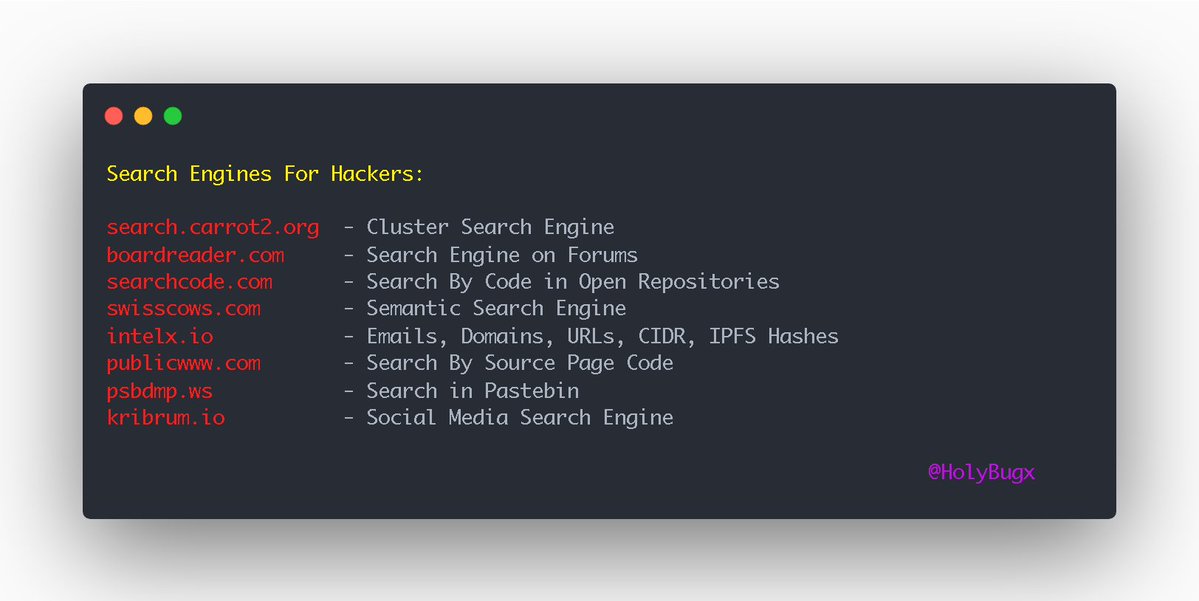 Search Engines For Hackers:
search.carrot2.org - Cluster Search Engine
boardreader.com - Search Engine on Forums
searchcode.com - Search By Code in Open Repositories
swisscows.com - Semantic Search Engine
intelx.io - Emails, Domains, URLs, CIDR, IPFS Hashes
publicwww.com - Search By Source Page Code
psbdmp.ws - Search in Pastebin
kribrum.io - Social Media Search Engine
@HolyBugx